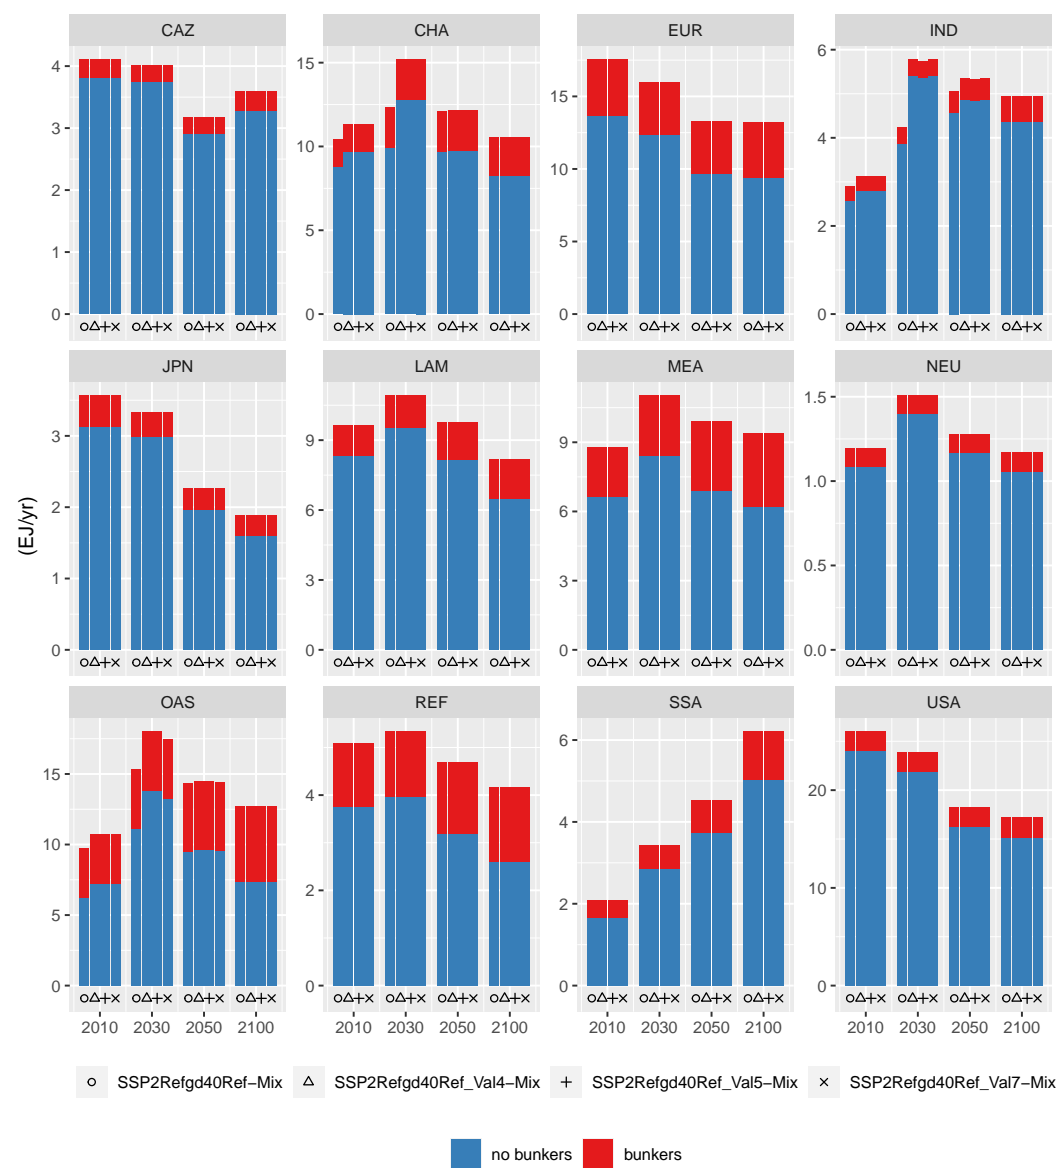 CAZ CHA EUR IND
4 15 15 6
3 10 10 4
2 5 5 2
1 0 0 0
0
JPN LAM MEA NEU
(EJ/yr)
3 9 9 1.5
2 6 6 1.0
1 3 3 0.5
0 0 0 0.0
OAS REF SSA USA
15 4 6 20
10 2 4 10
5 0 2 0
0 0
2010 2030 2050 2100 2010 2030 2050 2100 2010 2030 2050 2100 2010 2030 2050 2100
SSP2Refgd40Ref−Mix SSP2Refgd40Ref_Val4−Mix SSP2Refgd40Ref_Val5−Mix SSP2Refgd40Ref_Val7−Mix
no bunkers bunkers